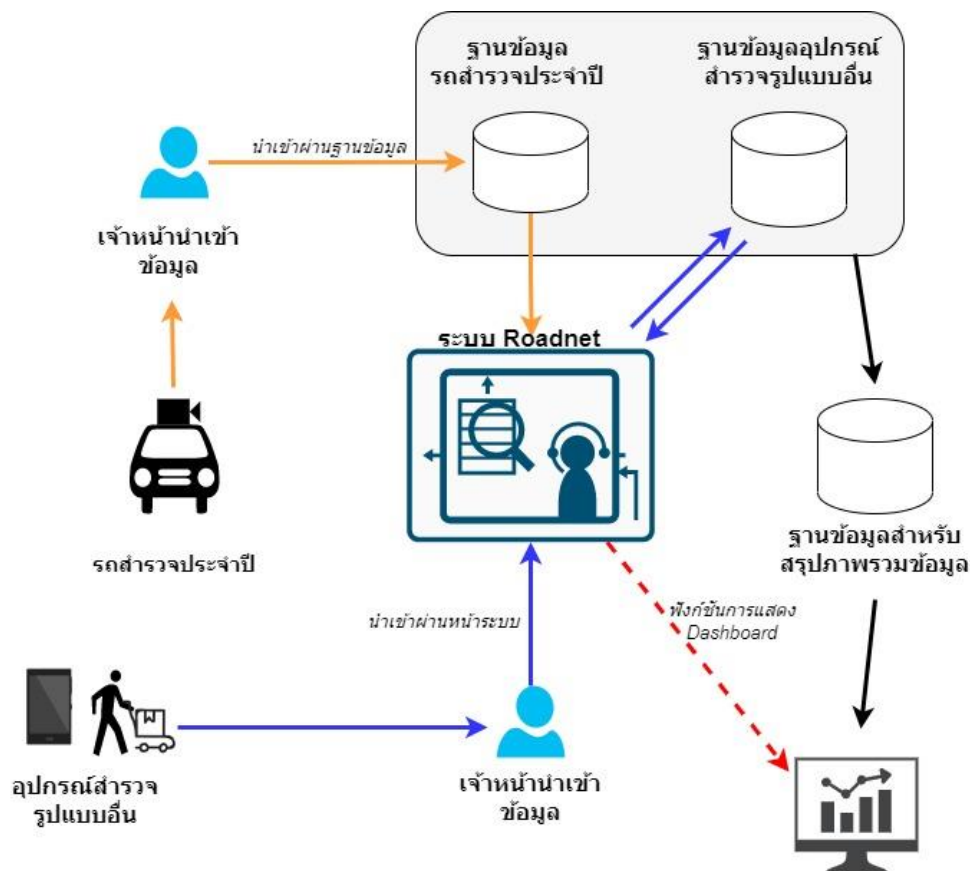 ฐานข้อมูล
รถสำรวจประจำปี
ฐานข้อมูลอุปกรณ์
สำรวจรูปแบบอื่น
นำเข้าผ่านฐานข้อมูล
เจ้าหน้านำเข้า
ข้อมูล
ระบบ Roadnet
รถสำรวจประจำปี
ฐานข้อมูลสำหรับ
สรุปภาพรวมข้อมูล
นำเข้าผ่านหน้าระบบ
ฟังก์ชันการแสดง
Dashboard
อุปกรณ์สำรวจ
รูปแบบอื่น
เจ้าหน้านำเข้า
ข้อมูล